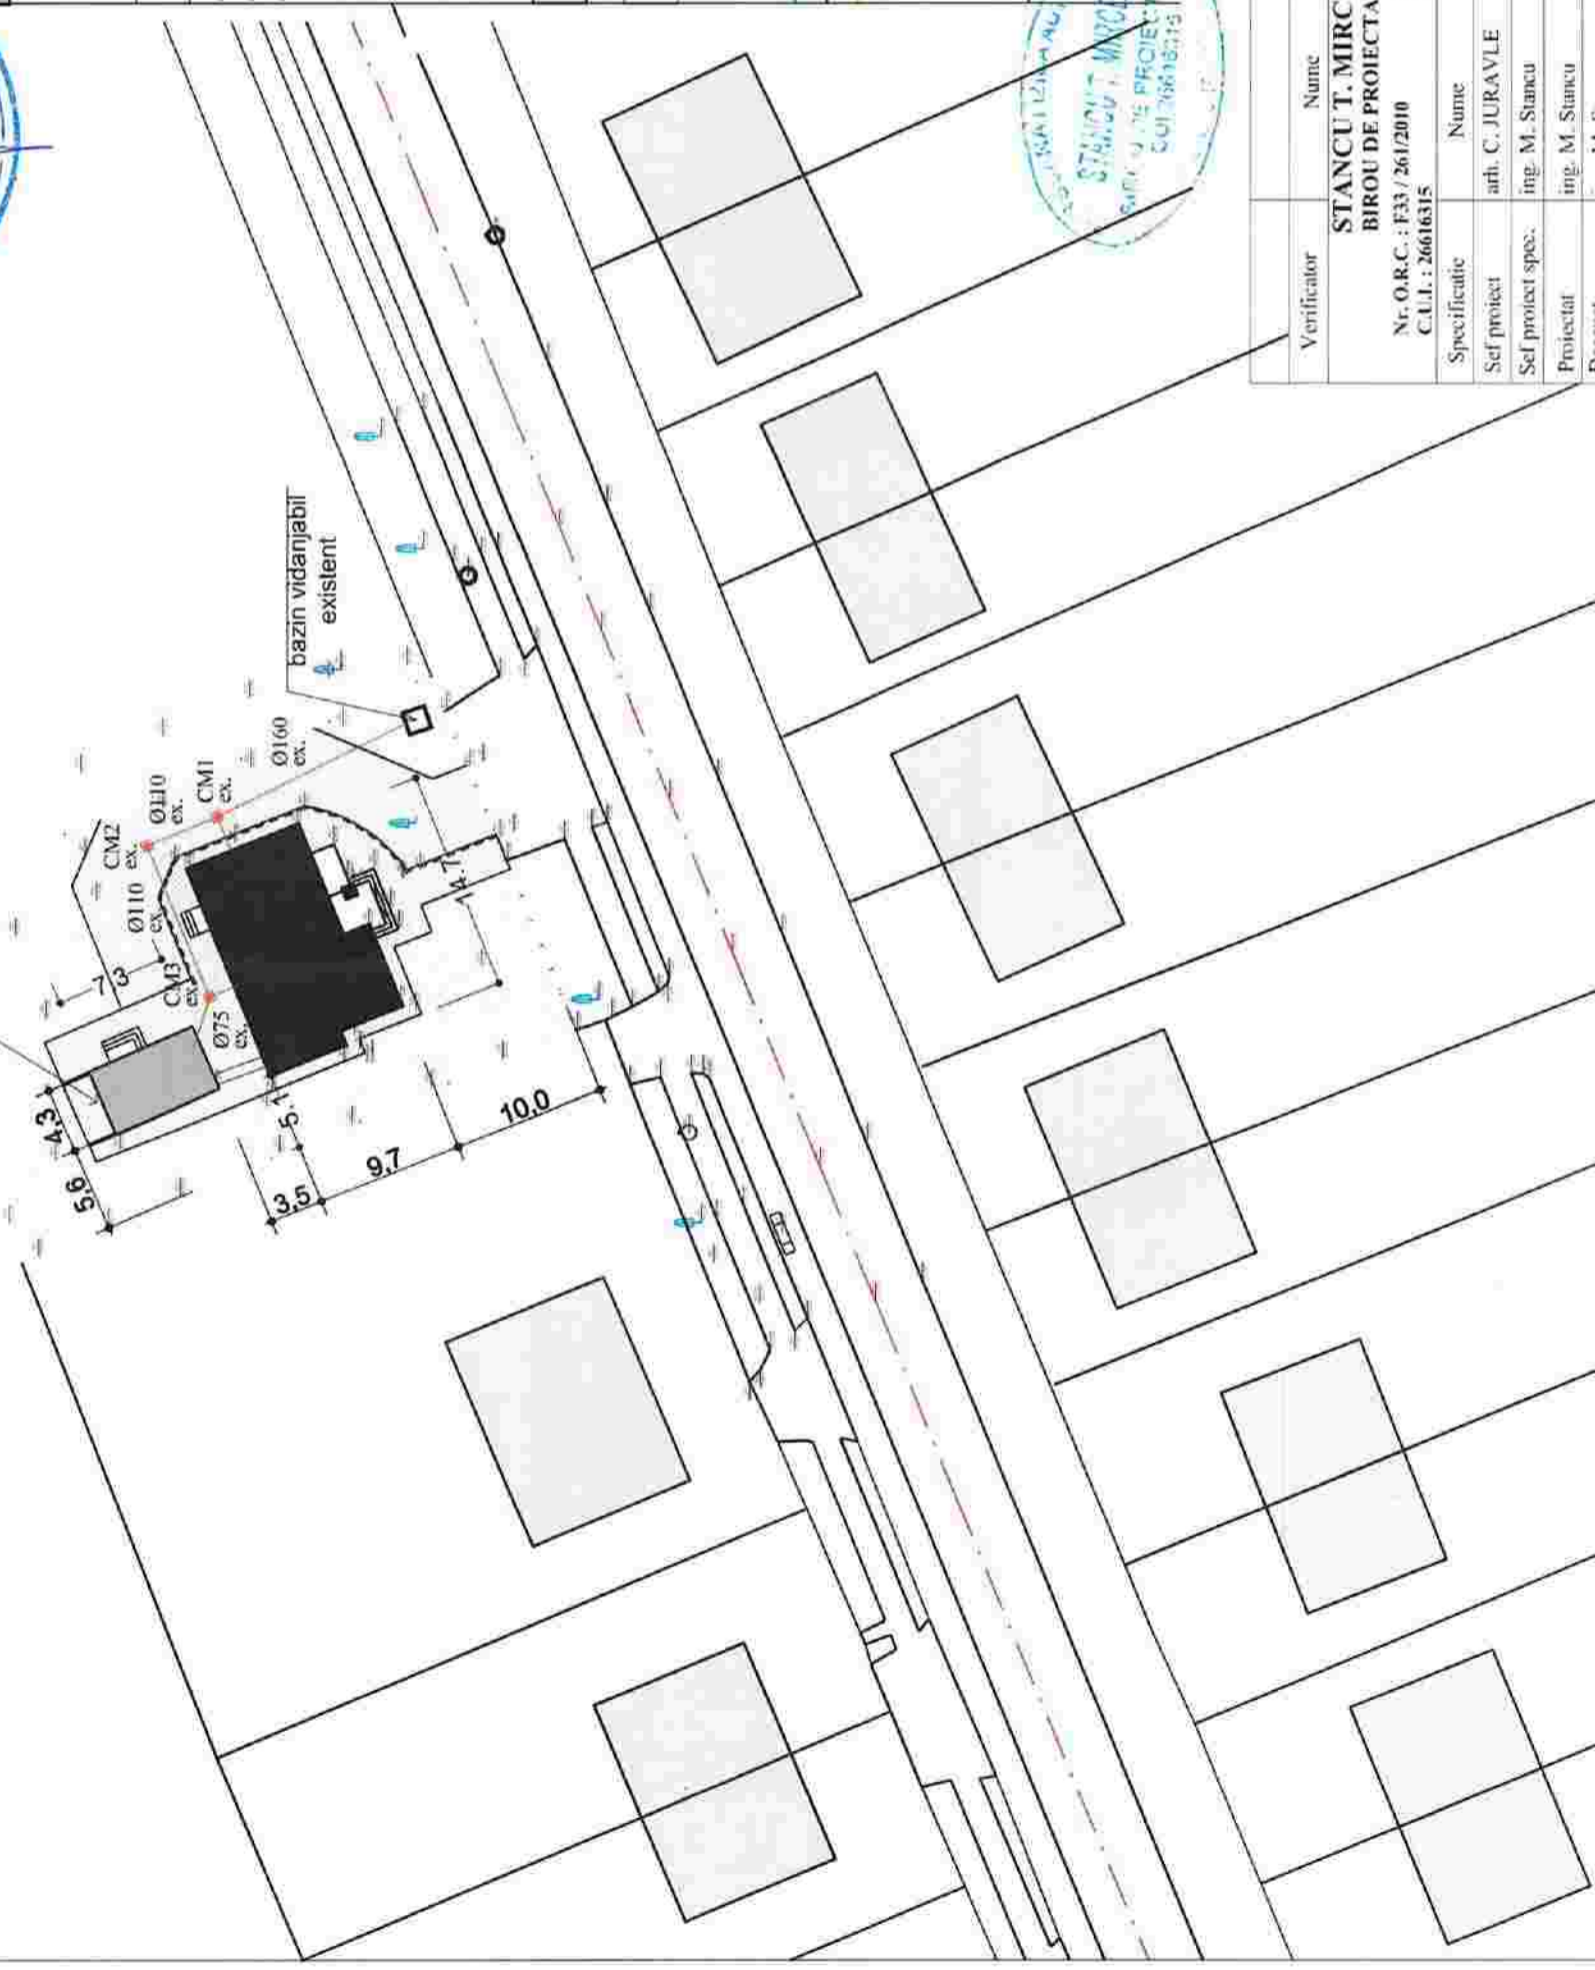 bazin vidanjabil
existent
CM2
ex.
Ø110
ex.
CM1
ex.
Ø160
ex.
Ø110
ex.
CM3
ex.
Ø75
ex.
7,3
14.7
4,3
5,6
5.1
3,5
9,7
10,0
STANCU T. MIRC
Verificator Nume
STANCU T. MIRC
BIROU DE PROIECTA
Nr. O.R.C. : F33 / 261/2010
C.U.I. : 26616315
Specificatie Nume
Sef proiect arh. C. JURAVLE
Sef proiect spec. ing. M. Stancu
Proiectat ing. M. Stancu